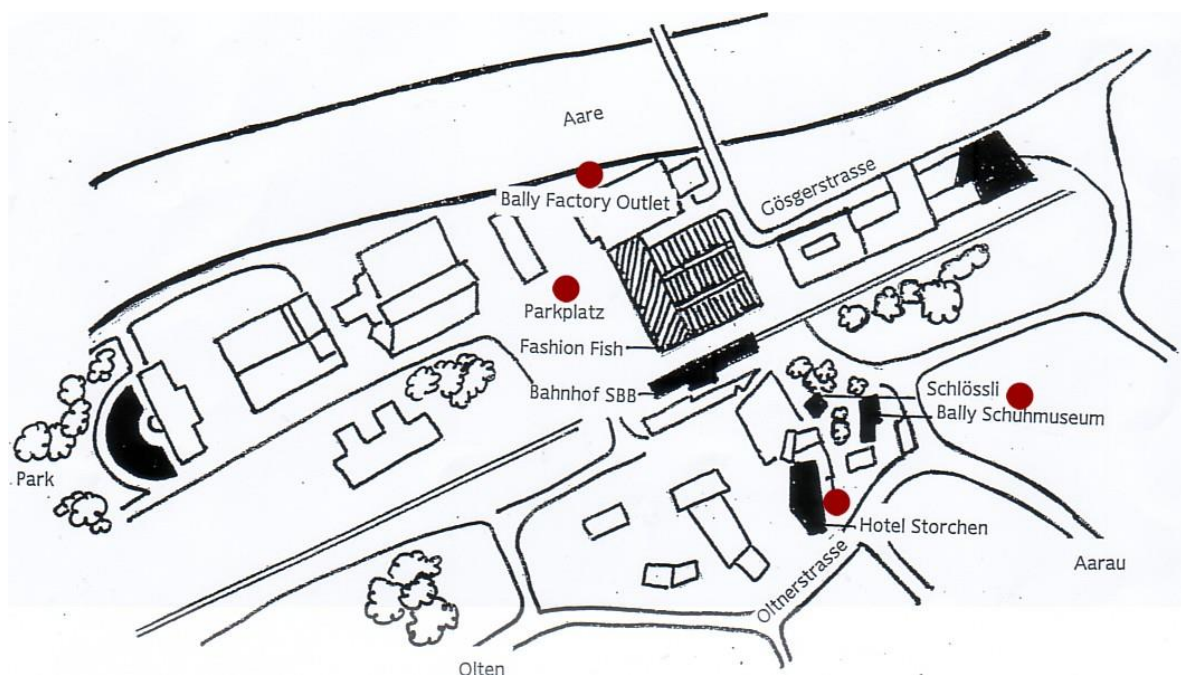 Aare
Bally Factory Outlet
Gösgerstrasse
Parkplatz
Fashion Fish
Bahnhof SBB
Schlössli
Bally Schuhmuseum
Park
Hotel Storchen
Oltnerstrasse
Aarau
Olten